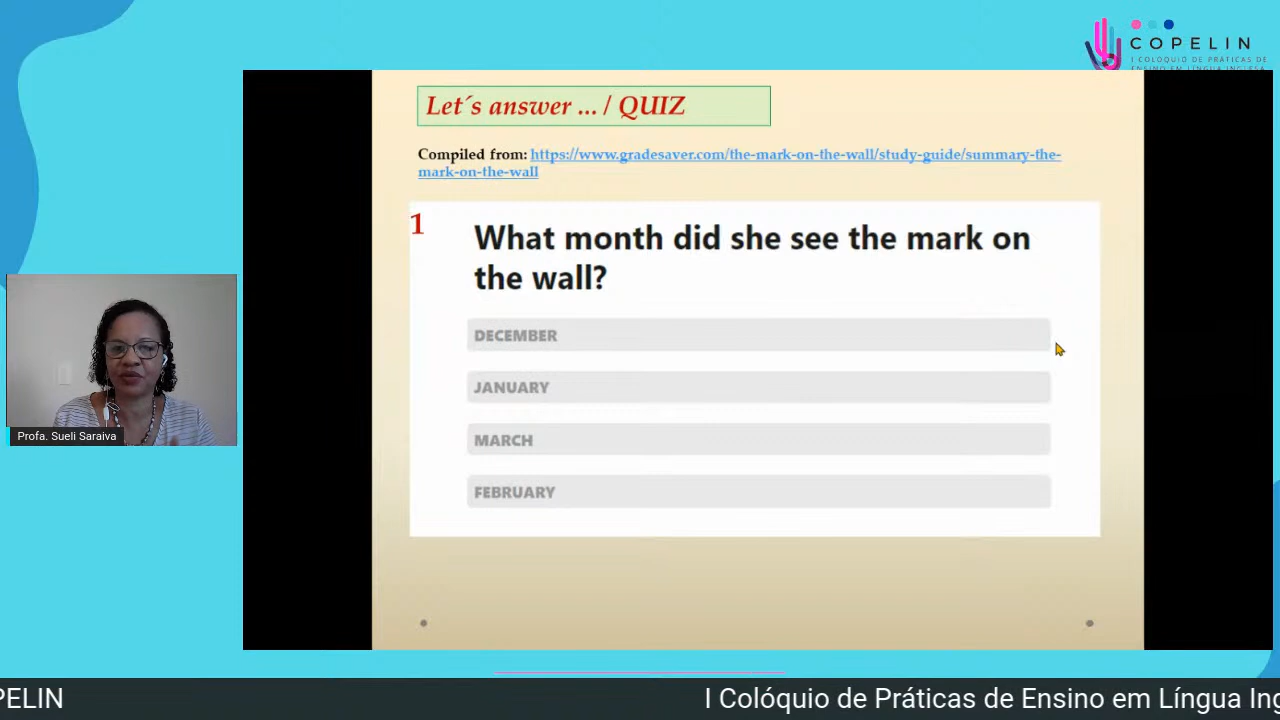 COPELIN
I COLÓQUIO DE PRÁTICAS DE
ENSINO EM LÍNGUA INGLESA
Let´s answer ... / QUIZ
Compiled from: https://www.gradesaver.com/the-mark-on-the-wall/study-guide/summary-the-
mark-on-the-wall
1
What month did she see the mark on
the wall?
DECEMBER
JANUARY
MARCH
FEBRUARY
Profa. Sueli Saraiva
PELIN
I Colóquio de Práticas de Ensino em Língua Ing